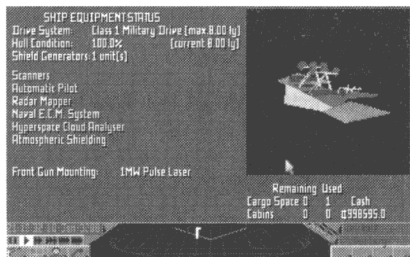 SHIP EQUIPMENT STATUS
Drive System: Class 1 Military Drive (max.8.00 ly)
Hull Condition: 100.0% (current 8.00 ly)
Shield Generators: 1 unit(s)
Scanners
Automatic Pilot
Radar Mapper
Naval E.C.M. System
Hyperspace Cloud Analyser
Atmospheric Shielding
Front Gun Mounting: 1MW Pulse Laser
Remaining Used
Cargo Space 0 1 Cash
Cabins 0 0 ¤998595.0